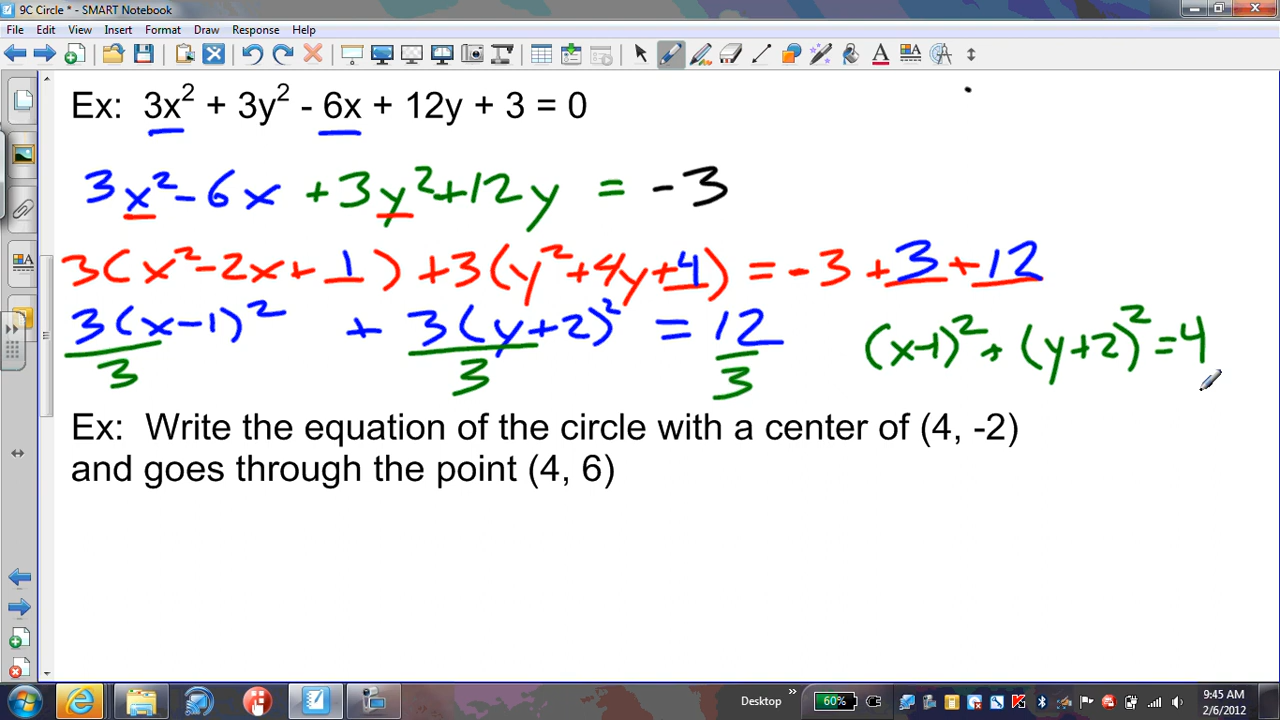 9C Circle * - SMART Notebook
File Edit View Insert Format Draw Response Help
Ex: 3x² + 3y² - 6x + 12y + 3 = 0
3x² - 6x + 3y² + 12y = -3
3(x² - 2x + 1) + 3(y² + 4y + 4) = -3 + 3 + 12
3(x-1)² + 3(y+2)² = 12
3 3 3
(x-1)² + (y+2)² = 4
Ex: Write the equation of the circle with a center of (4, -2)
and goes through the point (4, 6)
Desktop » 60% 9:45 AM
2/6/2012